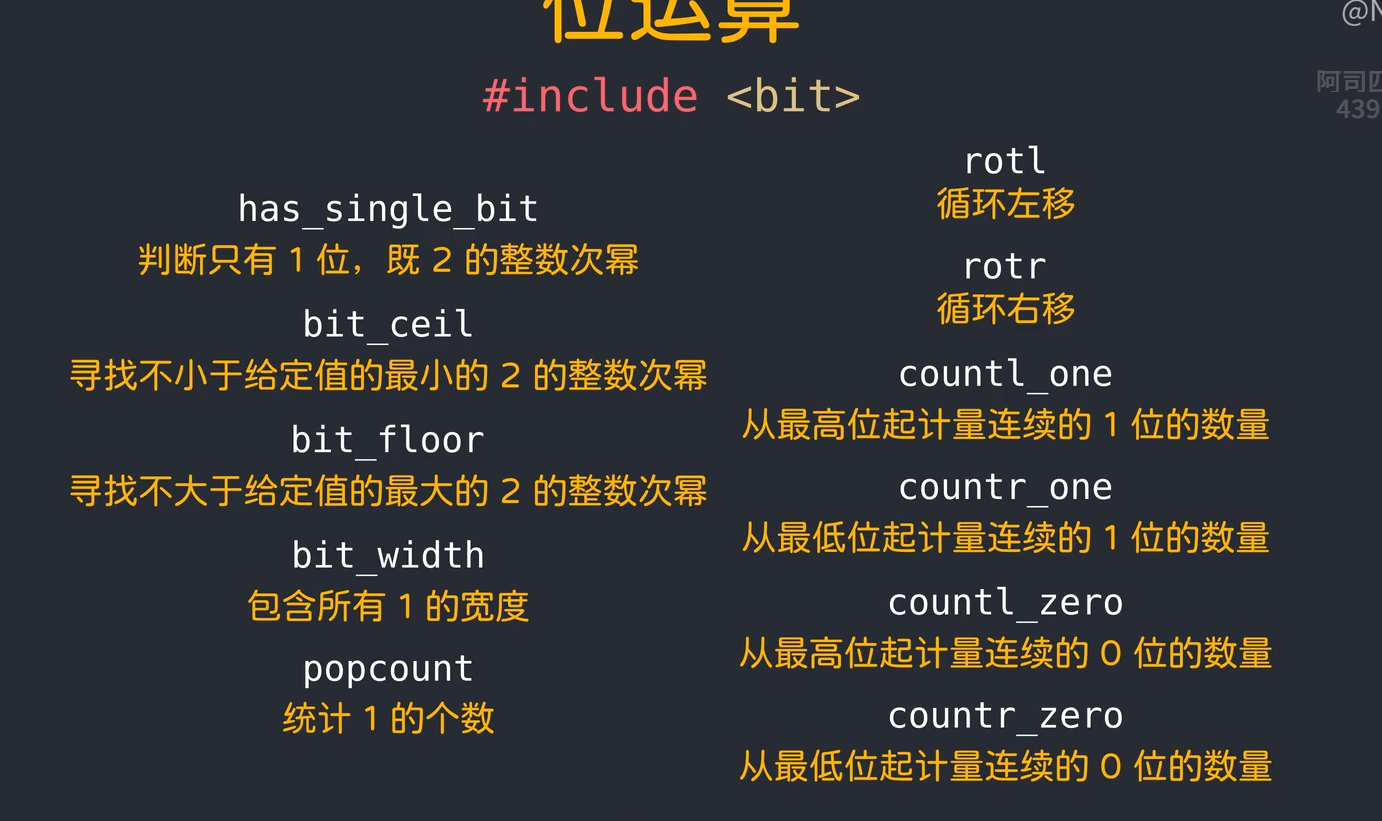 位运算
#include <bit>
has_single_bit
判断只有 1 位，既 2 的整数次幂
bit_ceil
寻找不小于给定值的最小的 2 的整数次幂
bit_floor
寻找不大于给定值的最大的 2 的整数次幂
bit_width
包含所有 1 的宽度
popcount
统计 1 的个数
rotl
循环左移
rotr
循环右移
countl_one
从最高位起计量连续的 1 位的数量
countr_one
从最低位起计量连续的 1 位的数量
countl_zero
从最高位起计量连续的 0 位的数量
countr_zero
从最低位起计量连续的 0 位的数量
@N
阿司匹
439